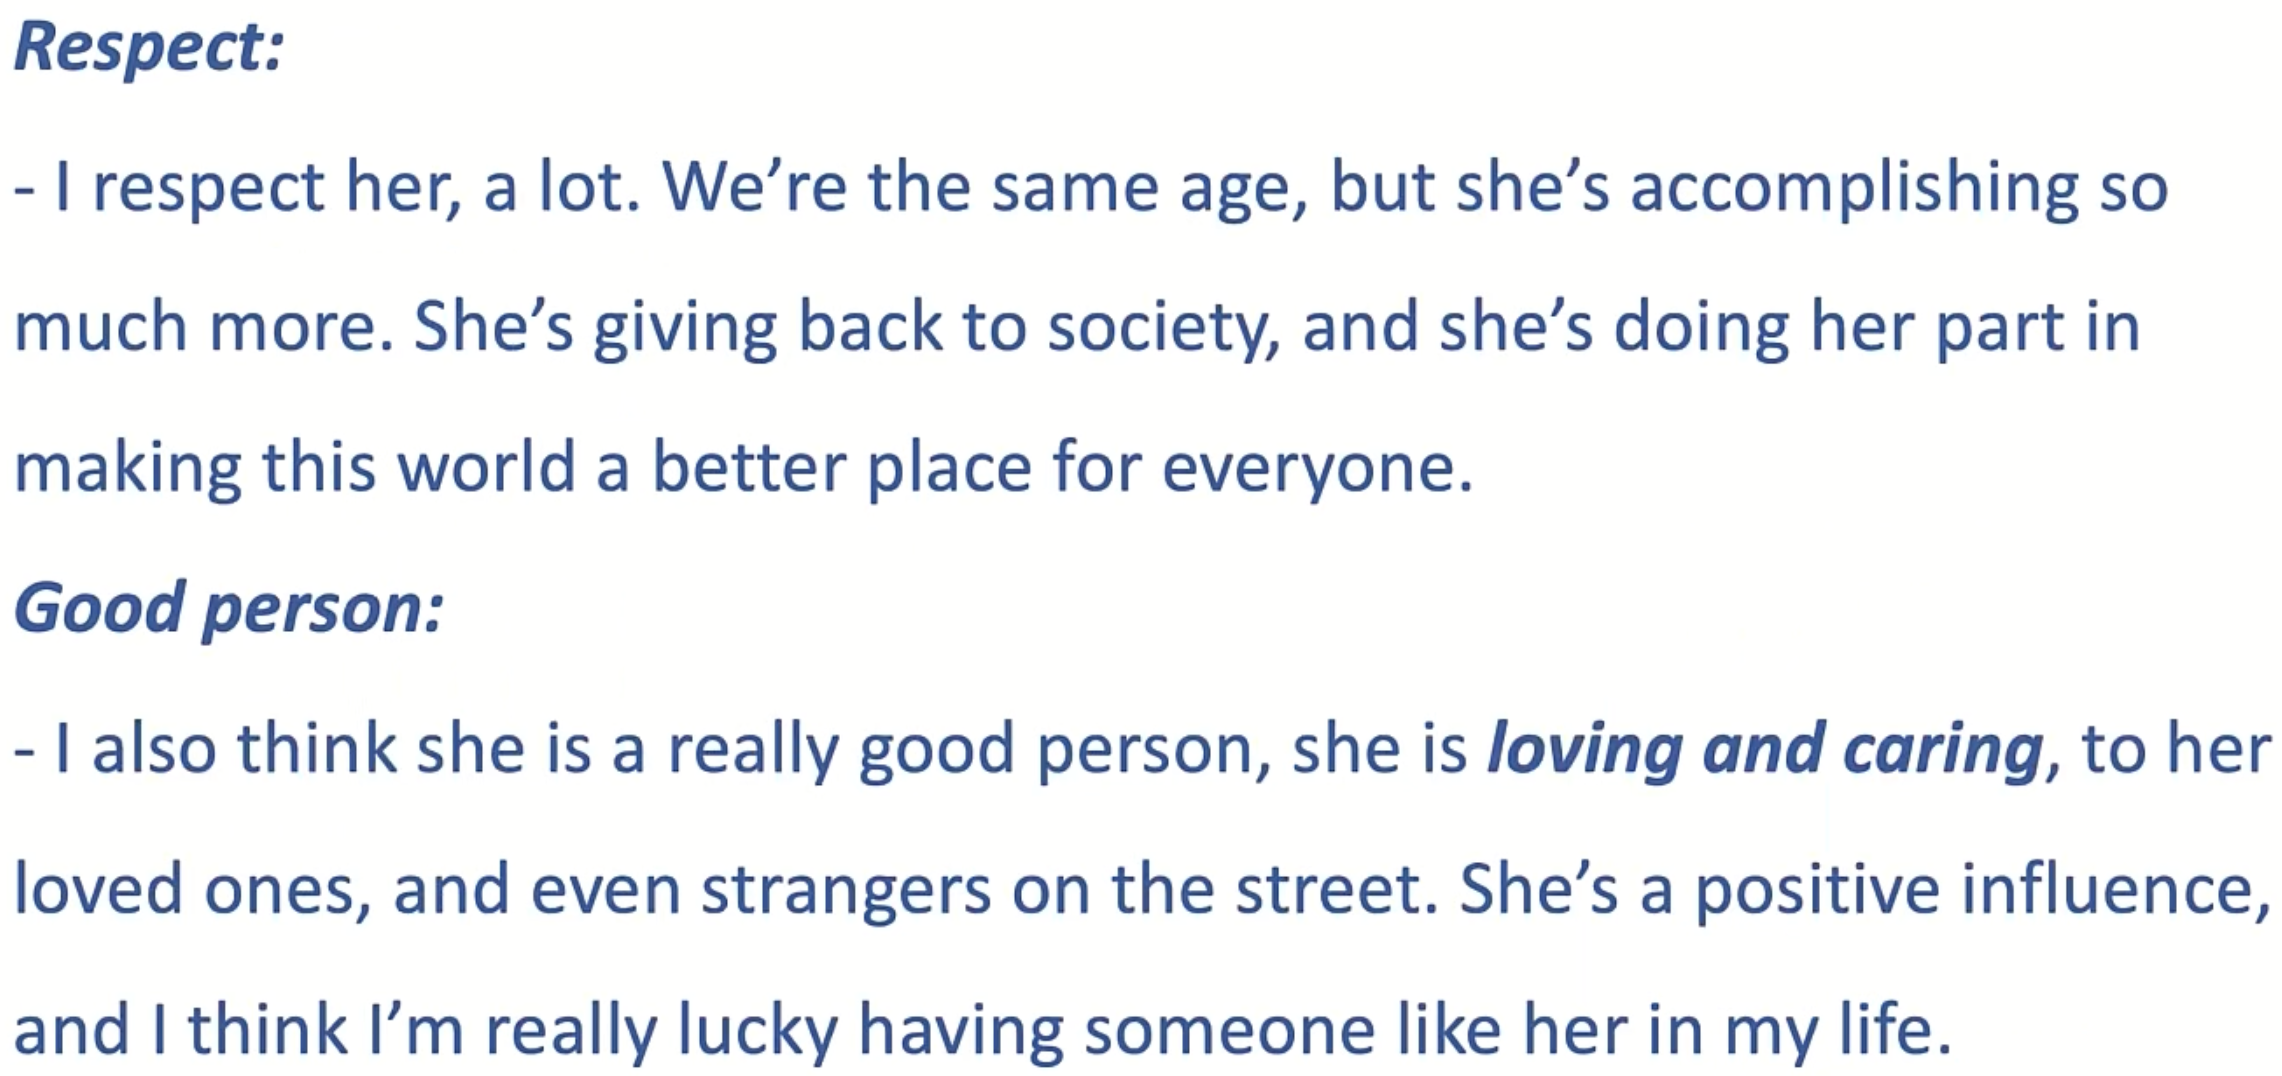 Respect:
- I respect her, a lot. We’re the same age, but she’s accomplishing so
much more. She’s giving back to society, and she’s doing her part in
making this world a better place for everyone.
Good person:
- I also think she is a really good person, she is loving and caring, to her
loved ones, and even strangers on the street. She’s a positive influence,
and I think I’m really lucky having someone like her in my life.